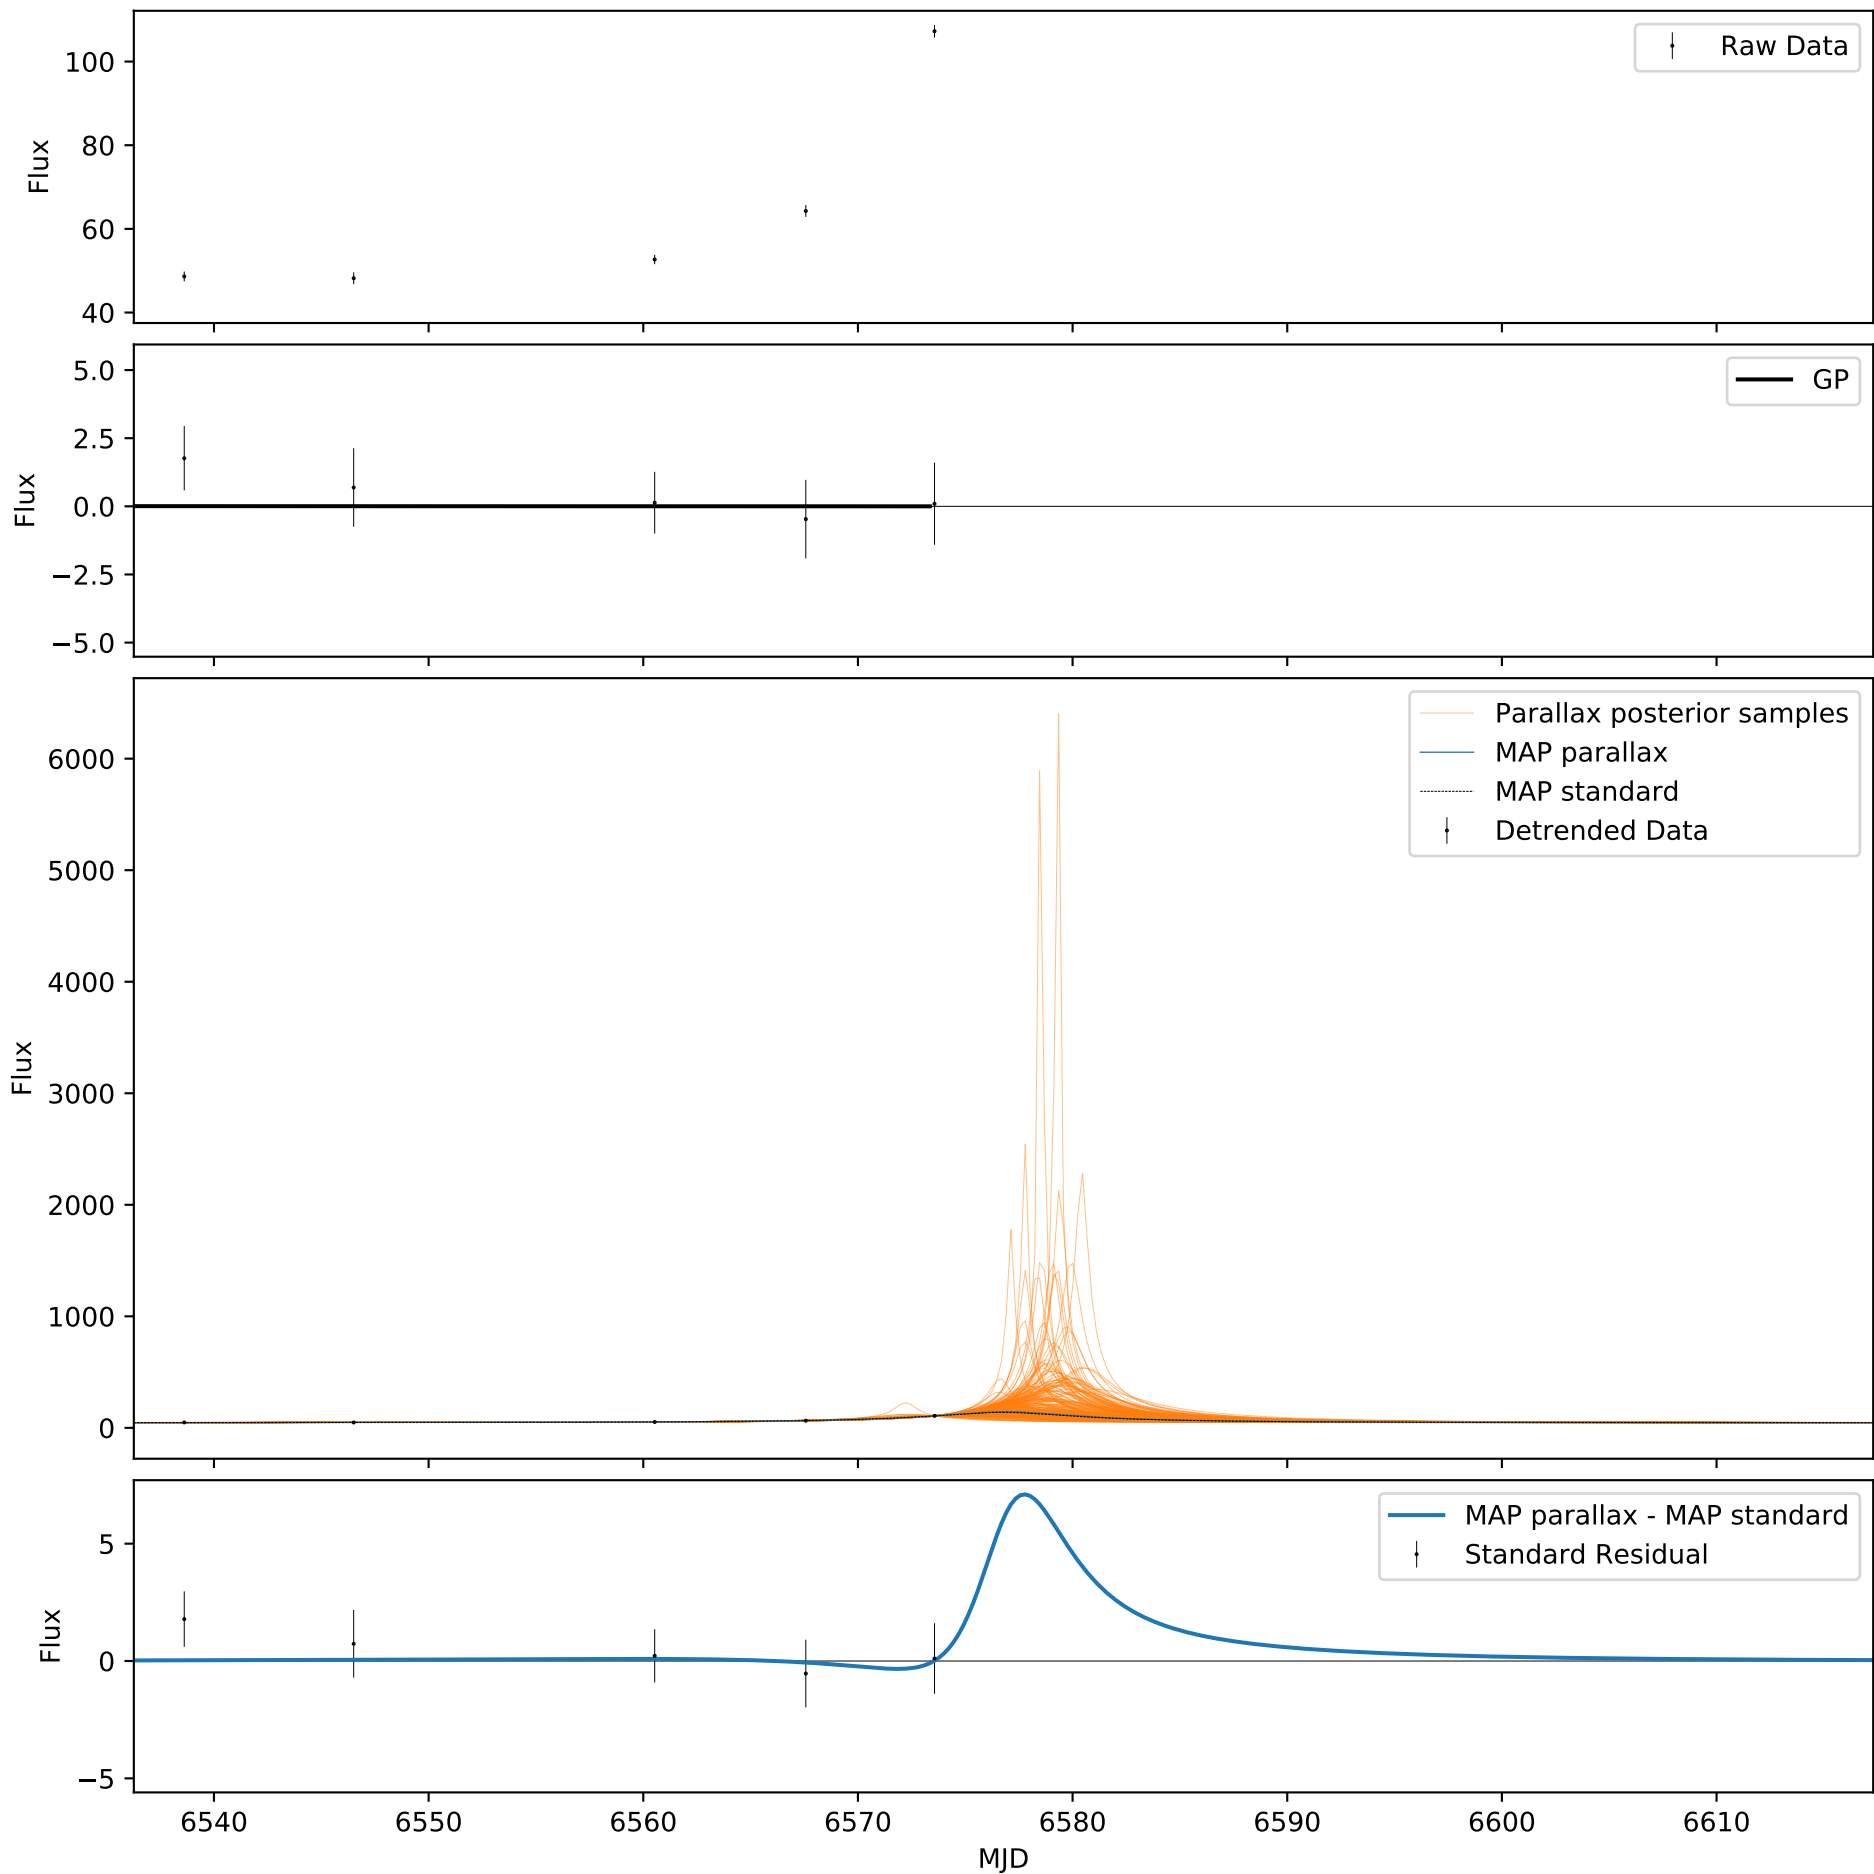 100
80
60
40
Flux
Raw Data
5.0
2.5
0.0
−2.5
−5.0
Flux
GP
6000
5000
4000
3000
2000
1000
0
Flux
Parallax posterior samples
MAP parallax
MAP standard
Detrended Data
5
0
−5
Flux
MAP parallax - MAP standard
Standard Residual
6540 6550 6560 6570 6580 6590 6600 6610
MJD